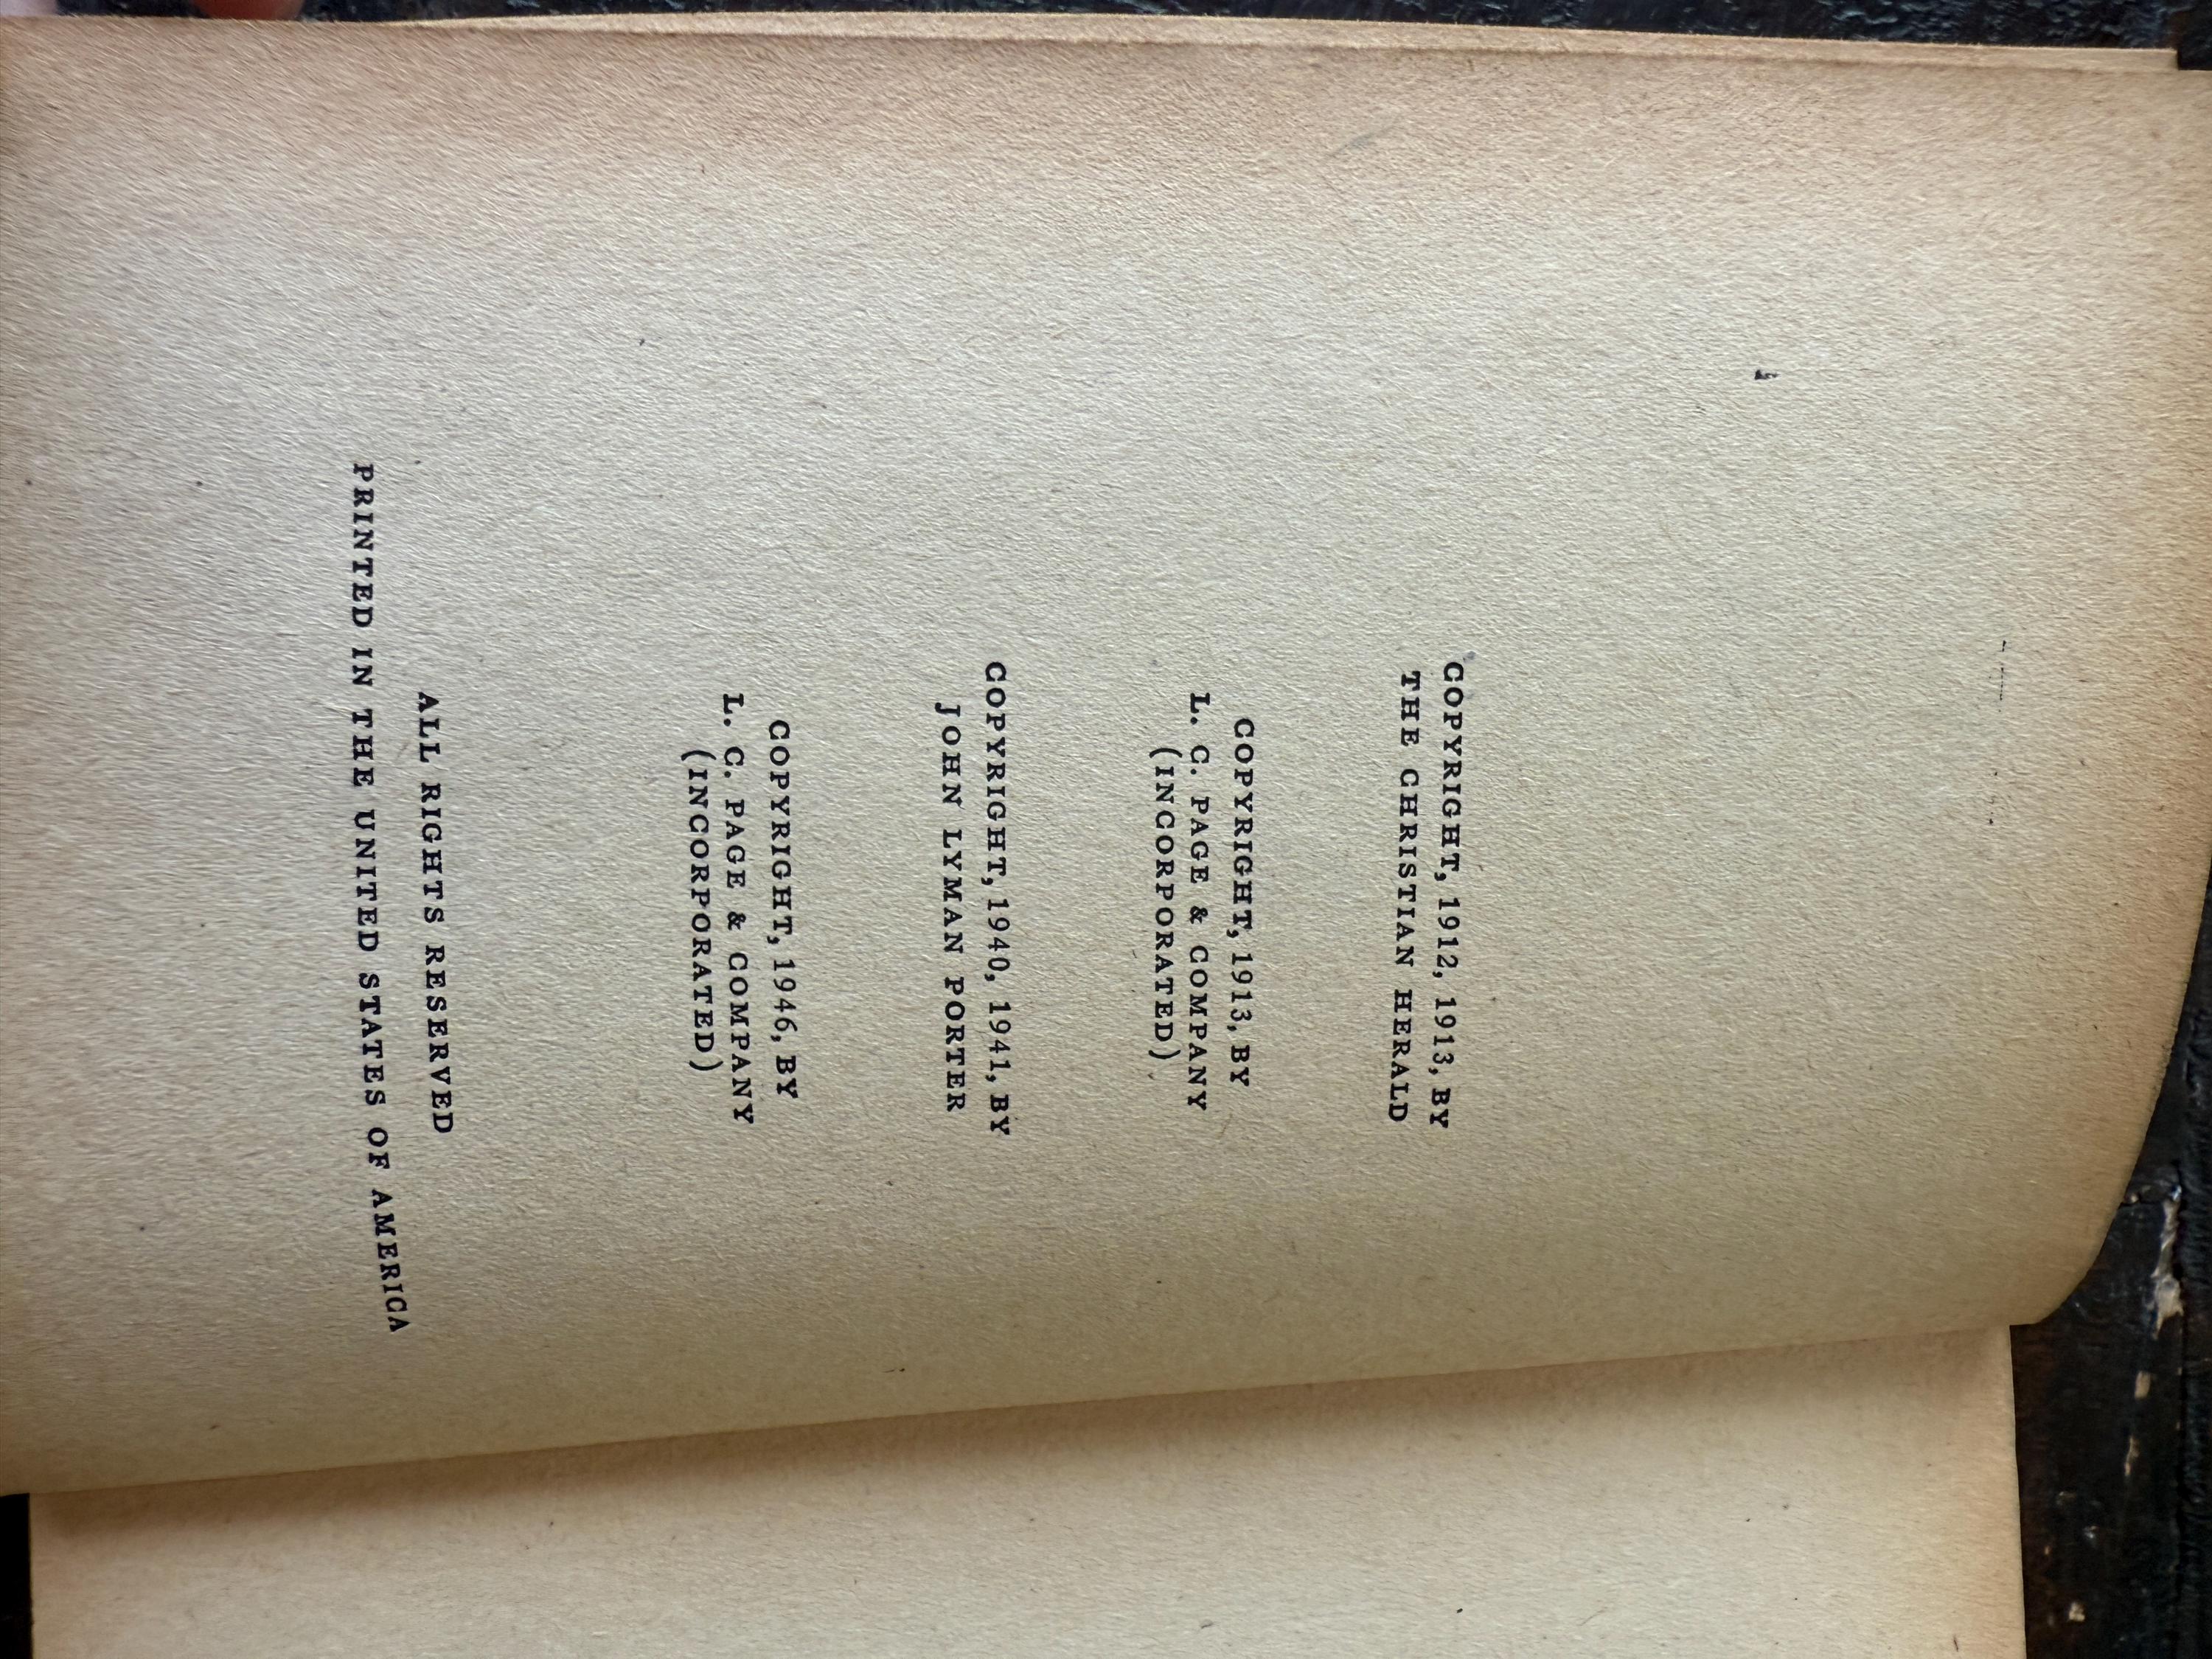 COPYRIGHT, 1912, 1913, BY
THE CHRISTIAN HERALD
COPYRIGHT, 1913, BY
L. C. PAGE & COMPANY
(INCORPORATED)
COPYRIGHT, 1940, 1941, BY
JOHN LYMAN PORTER
COPYRIGHT, 1946, BY
L. C. PAGE & COMPANY
(INCORPORATED)
ALL RIGHTS RESERVED
PRINTED IN THE UNITED STATES OF AMERICA